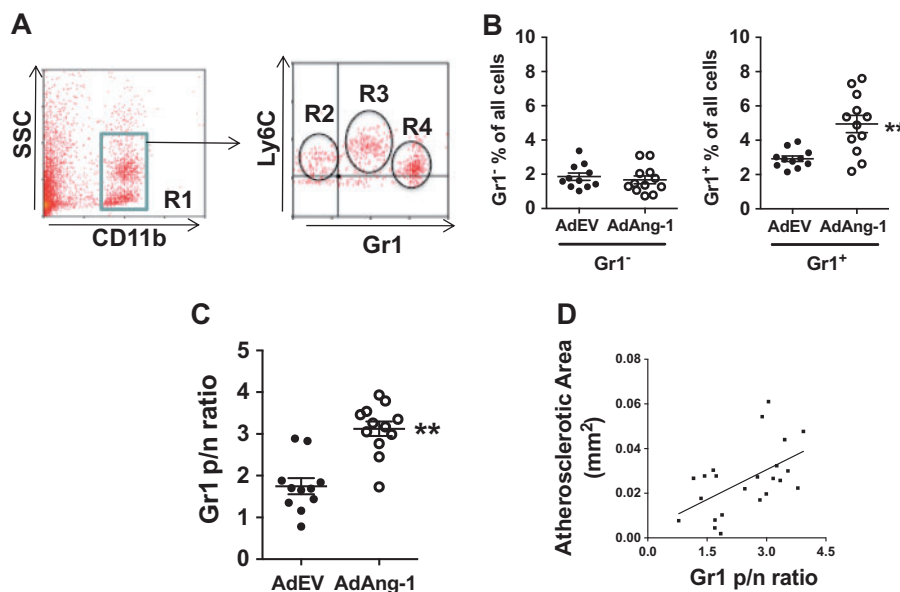 A
SSC
CD11b
R1
Ly6C
Gr1
R2
R3
R4
B
Gr1⁻ % of all cells
10
8
6
4
2
0
AdEV
AdAng-1
Gr1⁻
Gr1⁺ % of all cells
10
8
6
4
2
0
**
AdEV
AdAng-1
Gr1⁺
C
Gr1 p/n ratio
5
4
3
2
1
0
**
AdEV
AdAng-1
D
Atherosclerotic Area
(mm²)
0.08
0.06
0.04
0.02
0.00
0.0
1.5
3.0
4.5
Gr1 p/n ratio